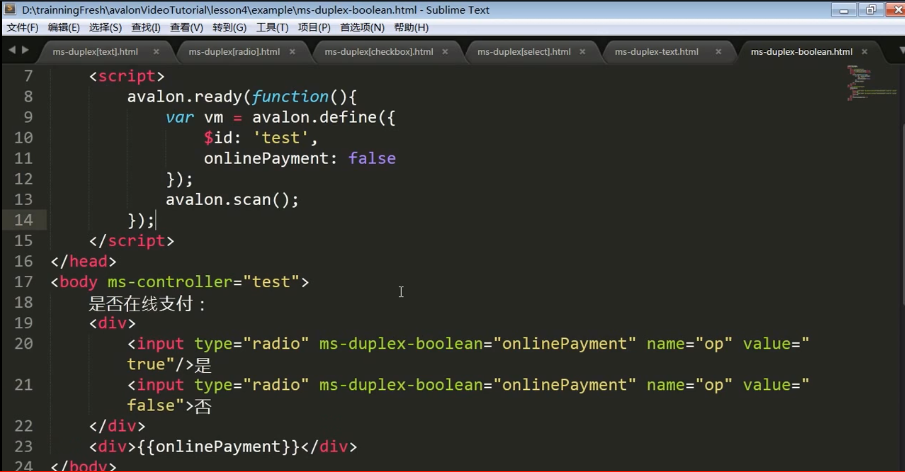 D:\trainningFresh\avalonVideoTutorial\lesson4\example\ms-duplex-boolean.html - Sublime Text
文件(F) 编辑(E) 选择(S) 查找(I) 查看(V) 转到(G) 工具(T) 项目(P) 首选项(N) 帮助(H)
ms-duplex[text].html × ms-duplex[radio].html × ms-duplex[checkbox].html × ms-duplex[select].html × ms-duplex-text.html × ms-duplex-boolean.html ×
7 <script>
8 avalon.ready(function(){
9 var vm = avalon.define({
10 $id: 'test',
11 onlinePayment: false
12 });
13 avalon.scan();
14 });
15 </script>
16 </head>
17 <body ms-controller="test">
18 是否在线支付：
19 <div>
20 <input type="radio" ms-duplex-boolean="onlinePayment" name="op" value="
true"/>是
21 <input type="radio" ms-duplex-boolean="onlinePayment" name="op" value="
false">否
22 </div>
23 <div>{{onlinePayment}}</div>
24 </body>